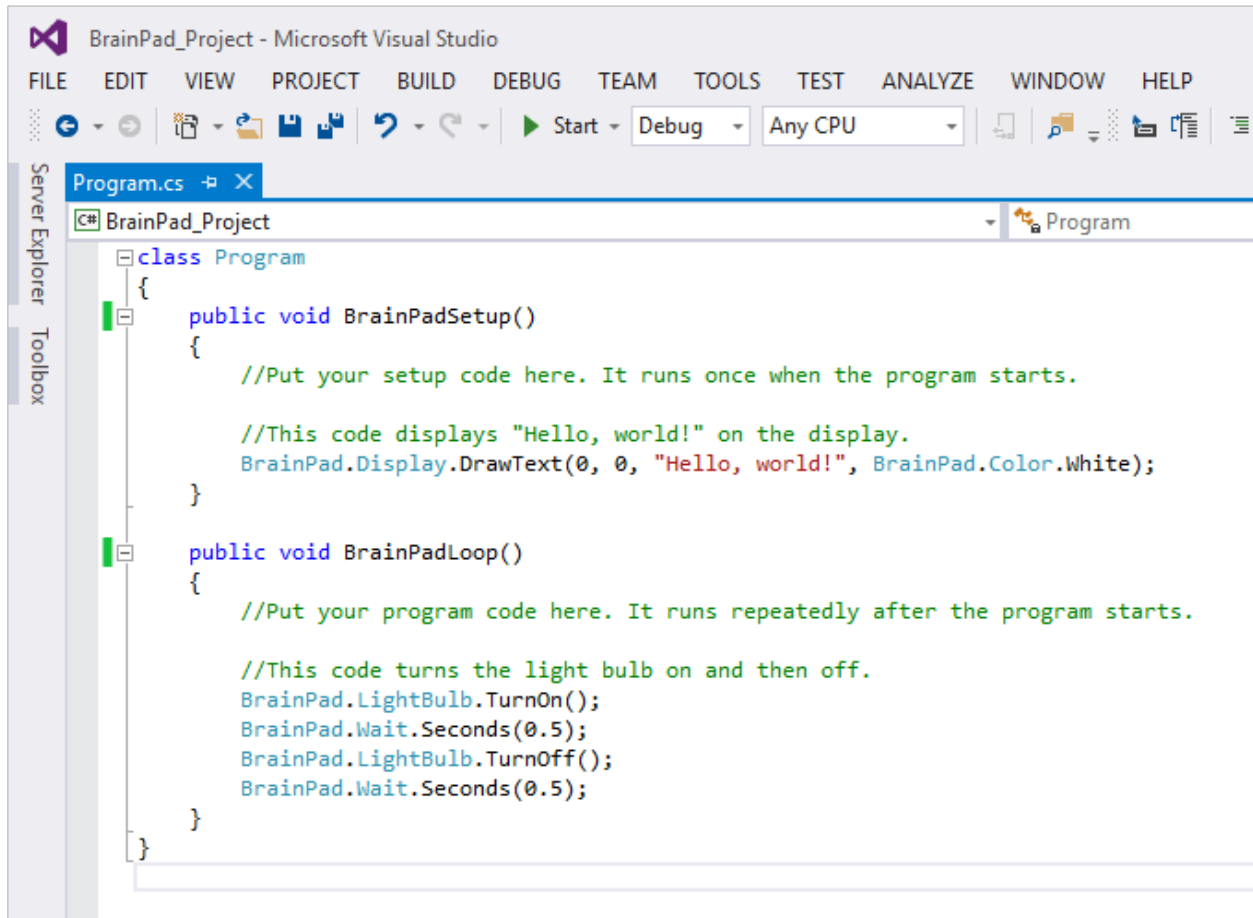 BrainPad_Project - Microsoft Visual Studio
FILE EDIT VIEW PROJECT BUILD DEBUG TEAM TOOLS TEST ANALYZE WINDOW HELP
Start Debug Any CPU
Server Explorer
Toolbox
Program.cs
C# BrainPad_Project Program
class Program
{
public void BrainPadSetup()
{
//Put your setup code here. It runs once when the program starts.
//This code displays "Hello, world!" on the display.
BrainPad.Display.DrawText(0, 0, "Hello, world!", BrainPad.Color.White);
}
public void BrainPadLoop()
{
//Put your program code here. It runs repeatedly after the program starts.
//This code turns the light bulb on and then off.
BrainPad.LightBulb.TurnOn();
BrainPad.Wait.Seconds(0.5);
BrainPad.LightBulb.TurnOff();
BrainPad.Wait.Seconds(0.5);
}
}